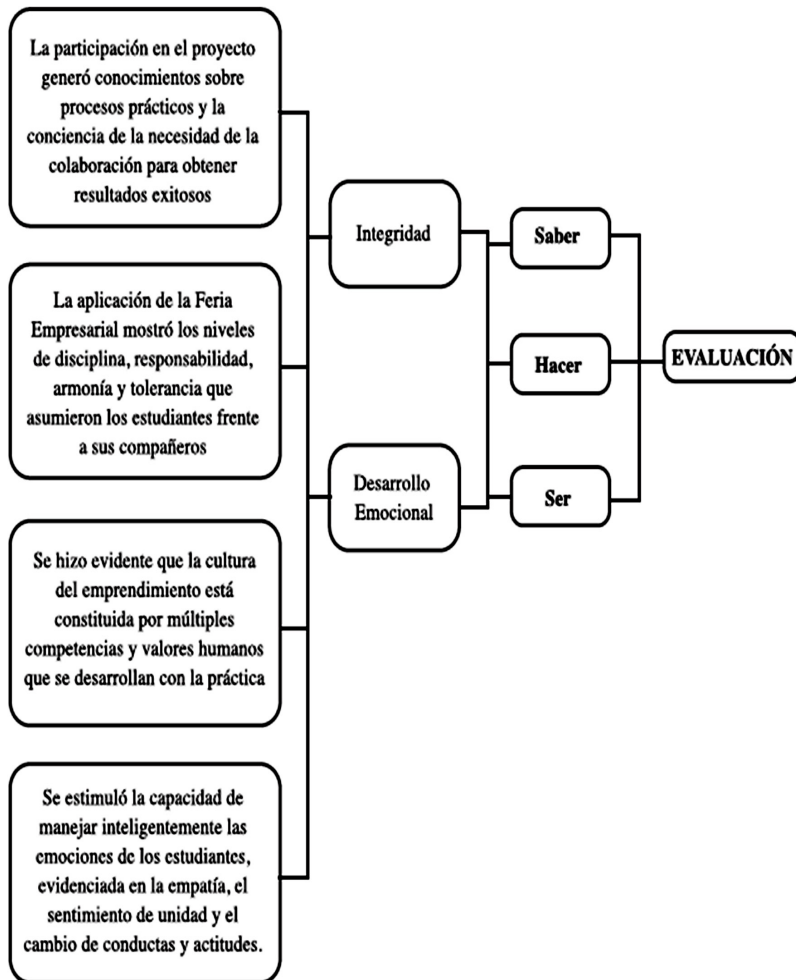 La participación en el proyecto
generó conocimientos sobre
procesos prácticos y la
conciencia de la necesidad de la
colaboración para obtener
resultados exitosos
La aplicación de la Feria
Empresarial mostró los niveles
de disciplina, responsabilidad,
armonía y tolerancia que
asumieron los estudiantes frente
a sus compañeros
Se hizo evidente que la cultura
del emprendimiento está
constituida por múltiples
competencias y valores humanos
que se desarrollan con la práctica
Se estimuló la capacidad de
manejar inteligentemente las
emociones de los estudiantes,
evidenciada en la empatía, el
sentimiento de unidad y el
cambio de conductas y actitudes.
Integridad
Desarrollo
Emocional
Saber
Hacer
Ser
EVALUACIÓN